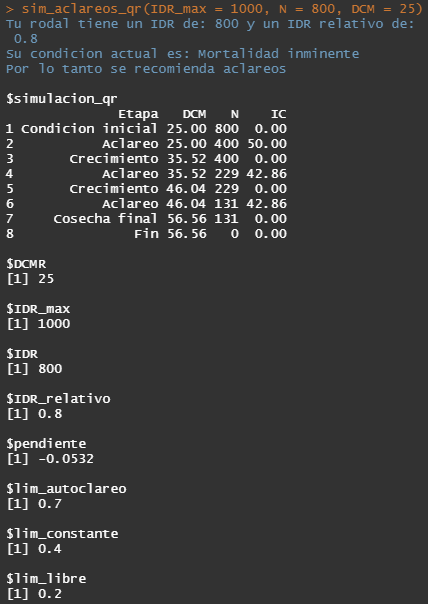 > sim_aclareos_qr(IDR_max = 1000, N = 800, DCM = 25)
Tu rodal tiene un IDR de: 800 y un IDR relativo de:
 0.8
Su condicion actual es: Mortalidad inminente
Por lo tanto se recomienda aclareos
$simulacion_qr
Etapa DCM N IC
1 Condicion inicial 25.00 800 0.00
2 Aclareo 25.00 400 50.00
3 Crecimiento 35.52 400 0.00
4 Aclareo 35.52 229 42.86
5 Crecimiento 46.04 229 0.00
6 Aclareo 46.04 131 42.86
7 Cosecha final 56.56 131 0.00
8 Fin 56.56 0 0.00
$DCMR
[1] 25
$IDR_max
[1] 1000
$IDR
[1] 800
$IDR_relativo
[1] 0.8
$pendiente
[1] -0.0532
$lim_autoclareo
[1] 0.7
$lim_constante
[1] 0.4
$lim_libre
[1] 0.2